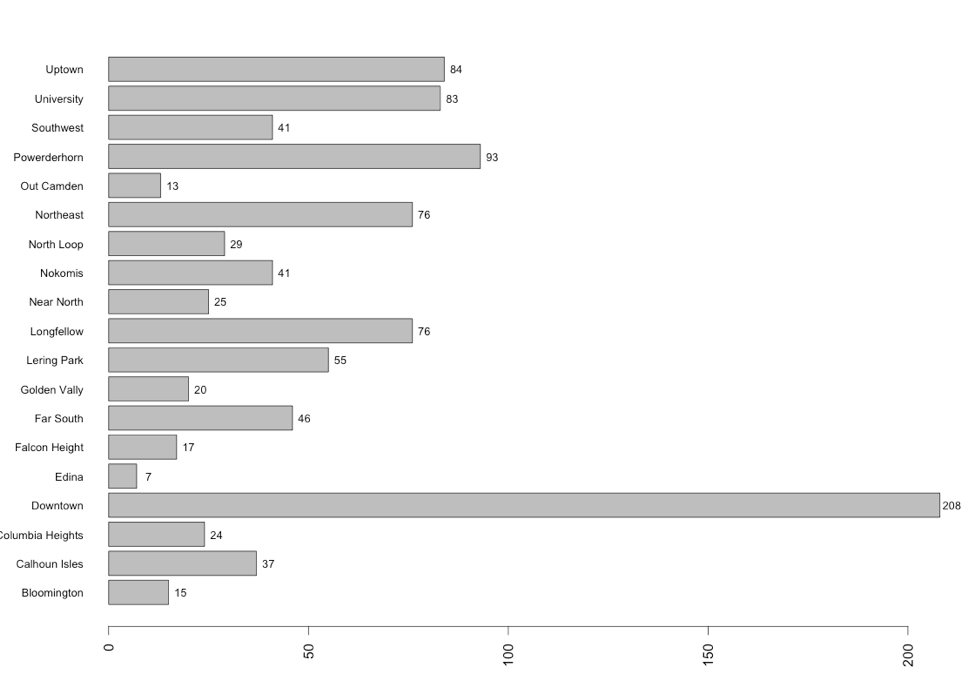 Uptown 84
University 83
Southwest 41
Powerderhorn 93
Out Camden 13
Northeast 76
North Loop 29
Nokomis 41
Near North 25
Longfellow 76
Lering Park 55
Golden Vally 20
Far South 46
Falcon Height 17
Edina 7
Downtown 208
Columbia Heights 24
Calhoun Isles 37
Bloomington 15
0 50 100 150 200